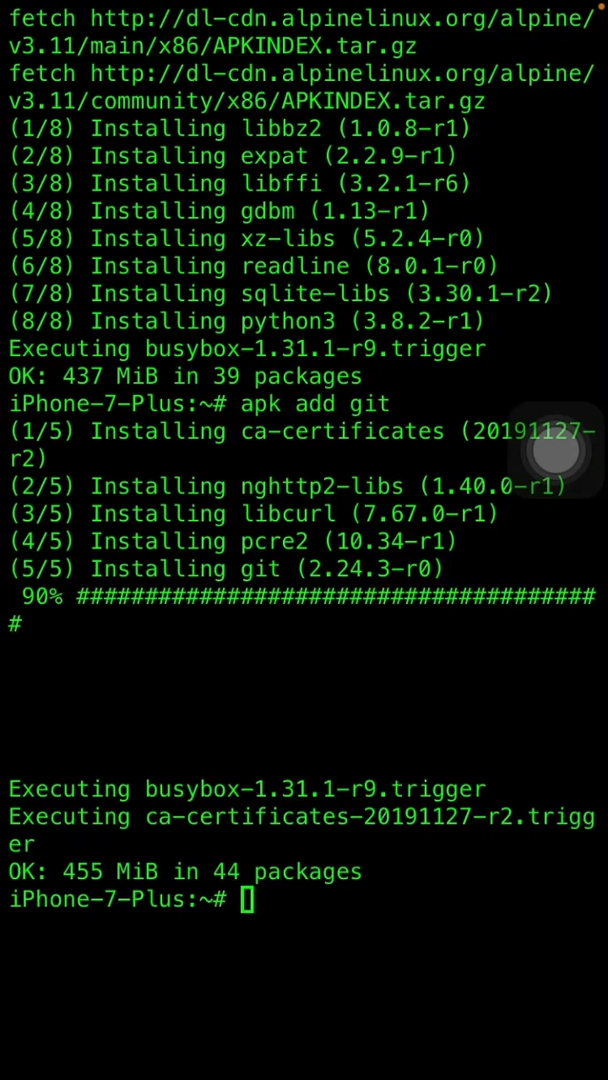 fetch http://dl-cdn.alpinelinux.org/alpine/
v3.11/main/x86/APKINDEX.tar.gz
fetch http://dl-cdn.alpinelinux.org/alpine/
v3.11/community/x86/APKINDEX.tar.gz
(1/8) Installing libbz2 (1.0.8-r1)
(2/8) Installing expat (2.2.9-r1)
(3/8) Installing libffi (3.2.1-r6)
(4/8) Installing gdbm (1.13-r1)
(5/8) Installing xz-libs (5.2.4-r0)
(6/8) Installing readline (8.0.1-r0)
(7/8) Installing sqlite-libs (3.30.1-r2)
(8/8) Installing python3 (3.8.2-r1)
Executing busybox-1.31.1-r9.trigger
OK: 437 MiB in 39 packages
iPhone-7-Plus:~# apk add git
(1/5) Installing ca-certificates (20191127-
r2)
(2/5) Installing nghttp2-libs (1.40.0-r1)
(3/5) Installing libcurl (7.67.0-r1)
(4/5) Installing pcre2 (10.34-r1)
(5/5) Installing git (2.24.3-r0)
90% ######################################
#
Executing busybox-1.31.1-r9.trigger
Executing ca-certificates-20191127-r2.trigg
er
OK: 455 MiB in 44 packages
iPhone-7-Plus:~#